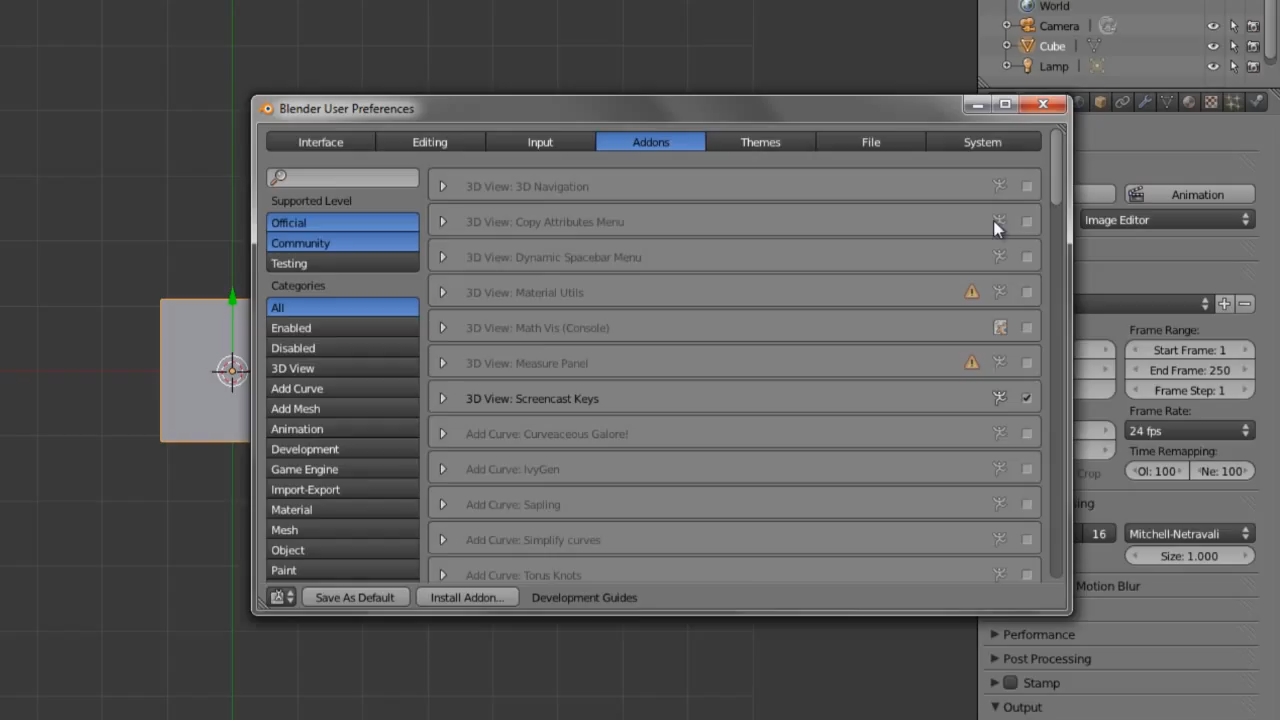 World
Camera
Cube
Lamp
Blender User Preferences
Interface
Editing
Input
Addons
Themes
File
System
Supported Level
Official
Community
Testing
Categories
All
Enabled
Disabled
3D View
Add Curve
Add Mesh
Animation
Development
Game Engine
Import-Export
Material
Mesh
Object
Paint
3D View: 3D Navigation
3D View: Copy Attributes Menu
3D View: Dynamic Spacebar Menu
3D View: Material Utils
3D View: Math Vis (Console)
3D View: Measure Panel
3D View: Screencast Keys
Add Curve: Curveaceous Galore!
Add Curve: IvyGen
Add Curve: Sapling
Add Curve: Simplify curves
Add Curve: Torus Knots
Save As Default
Install Addon...
Development Guides
Animation
Image Editor
Frame Range:
Start Frame: 1
End Frame: 250
Frame Step: 1
Frame Rate:
24 fps
Time Remapping:
Crop
Ol: 100
Ne: 100
ing
16
Mitchell-Netravali
Size: 1.000
Motion Blur
Performance
Post Processing
Stamp
Output